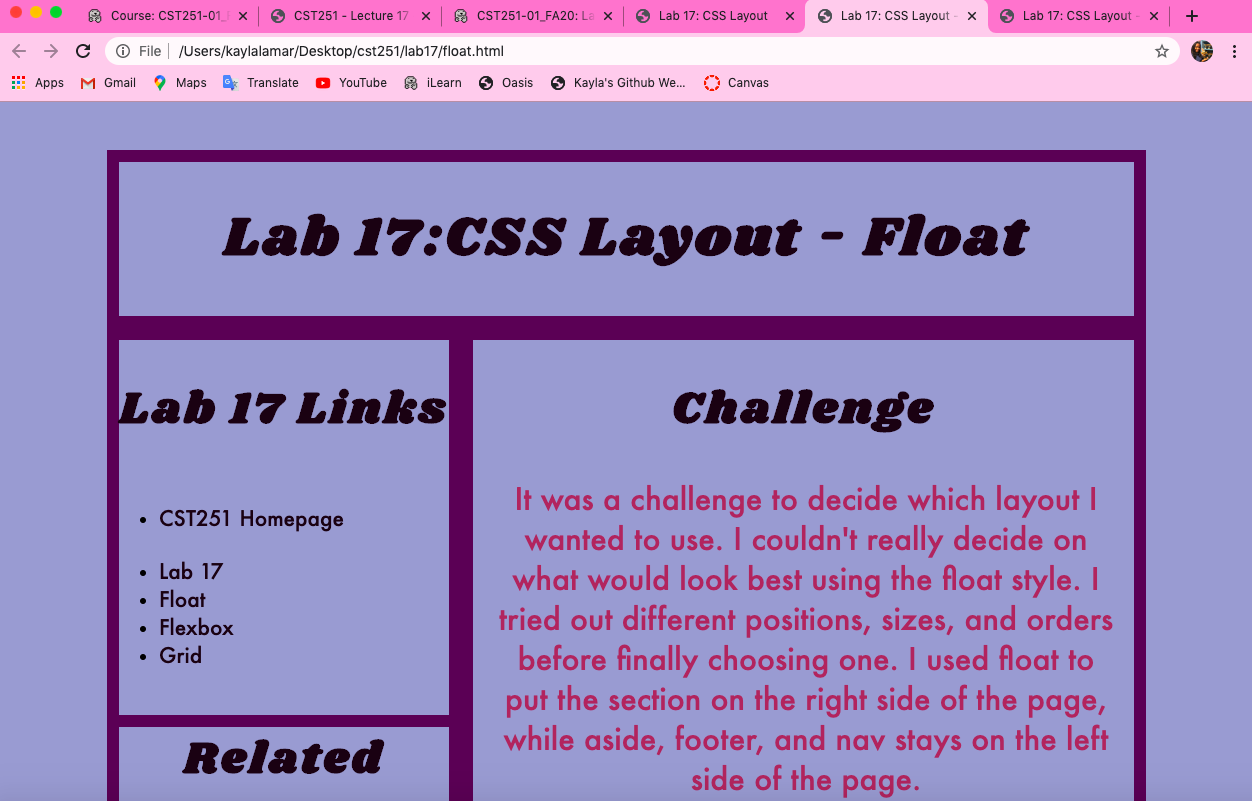 Course: CST251-01_
CST251 - Lecture 17
CST251-01_FA20: La
Lab 17: CSS Layout
Lab 17: CSS Layout -
Lab 17: CSS Layout -
File /Users/kaylalamar/Desktop/cst251/lab17/float.html
Apps Gmail Maps Translate YouTube iLearn Oasis Kayla's Github We... Canvas
Lab 17:CSS Layout - Float
Lab 17 Links
CST251 Homepage
Lab 17
Float
Flexbox
Grid
Related
Challenge
It was a challenge to decide which layout I
wanted to use. I couldn't really decide on
what would look best using the float style. I
tried out different positions, sizes, and orders
before finally choosing one. I used float to
put the section on the right side of the page,
while aside, footer, and nav stays on the left
side of the page.